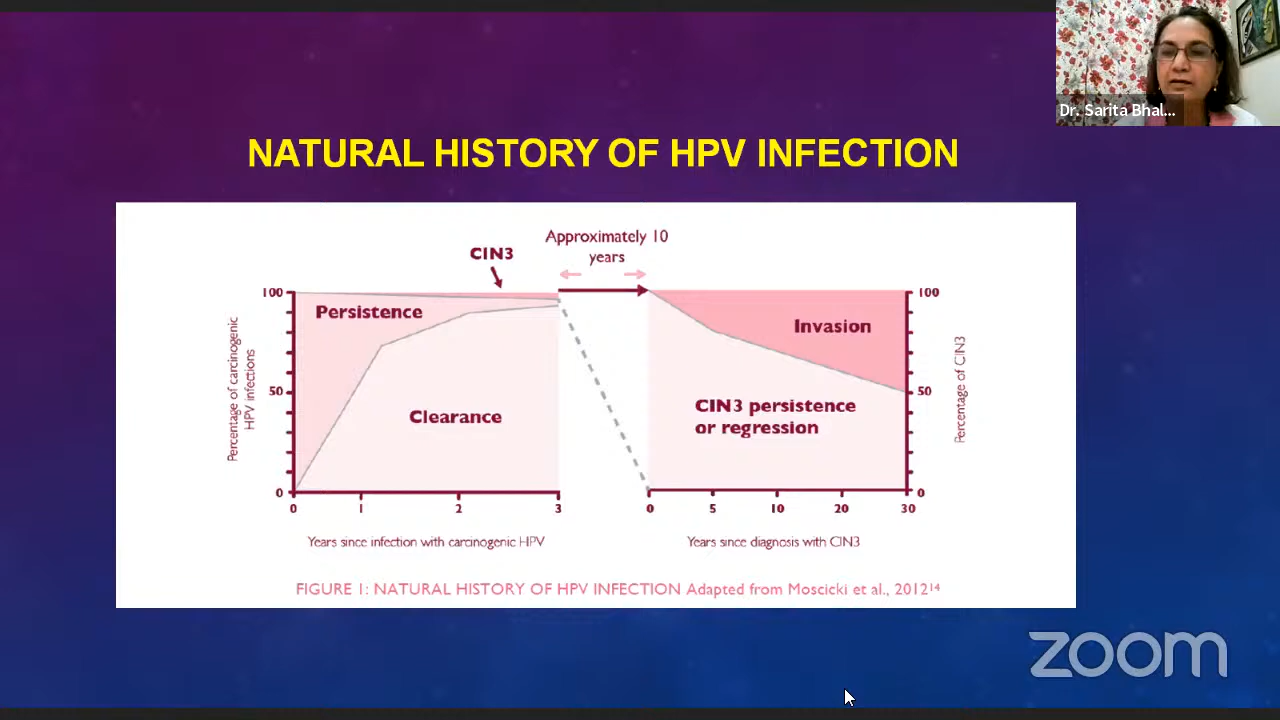 Dr. Sarita Bhal...
NATURAL HISTORY OF HPV INFECTION
Approximately 10
years
CIN3
100
50
0
Percentage of carcinogenic
HPV infections
Persistence
Clearance
0 1 2 3
Years since infection with carcinogenic HPV
Invasion
CIN3 persistence
or regression
100
50
0
Percentage of CIN3
0 5 10 20 30
Years since diagnosis with CIN3
FIGURE 1: NATURAL HISTORY OF HPV INFECTION Adapted from Moscicki et al., 2012¹⁴
zoom